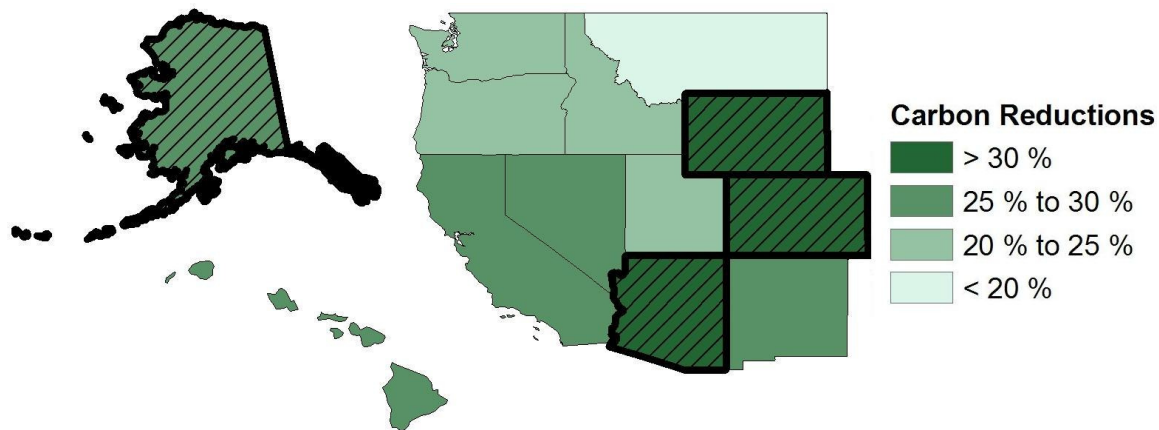 Carbon Reductions
> 30 %
25 % to 30 %
20 % to 25 %
< 20 %